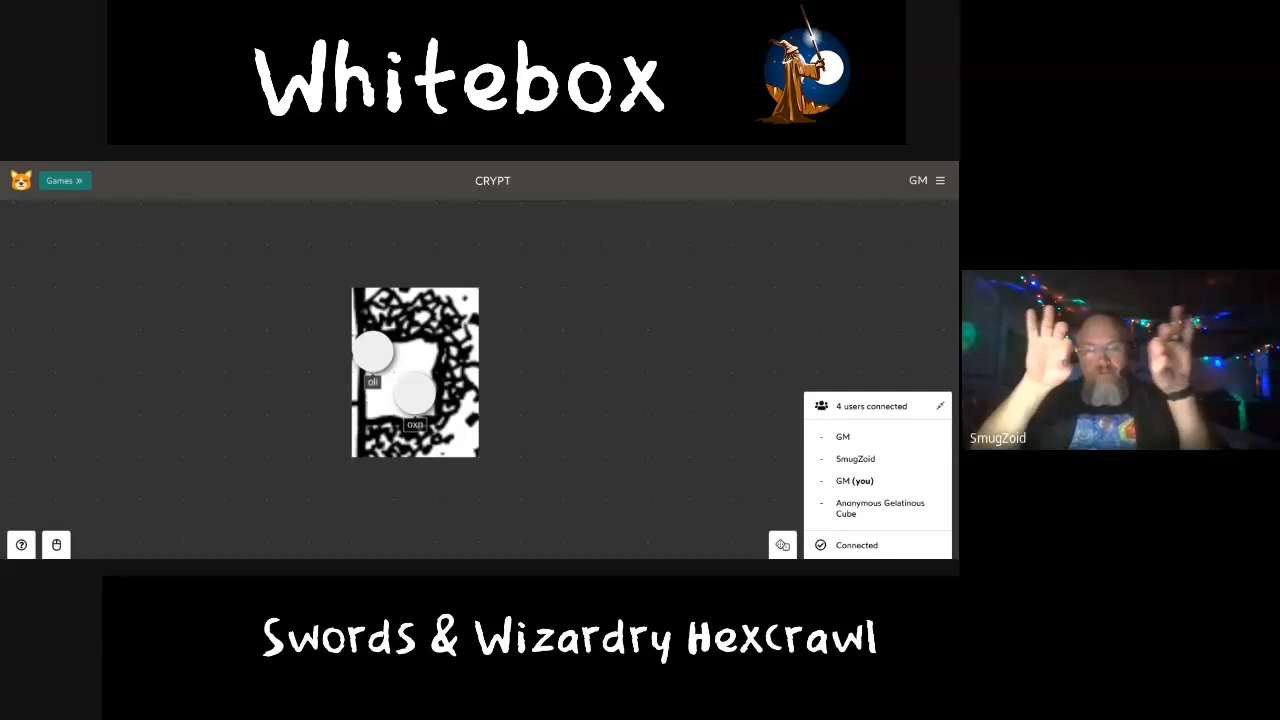 Whitebox
Games »
CRYPT
GM
oli
oxn
4 users connected
- GM
- SmugZoid
- GM (you)
- Anonymous Gelatinous
Cube
Connected
SmugZoid
Swords & Wizardry Hexcrawl